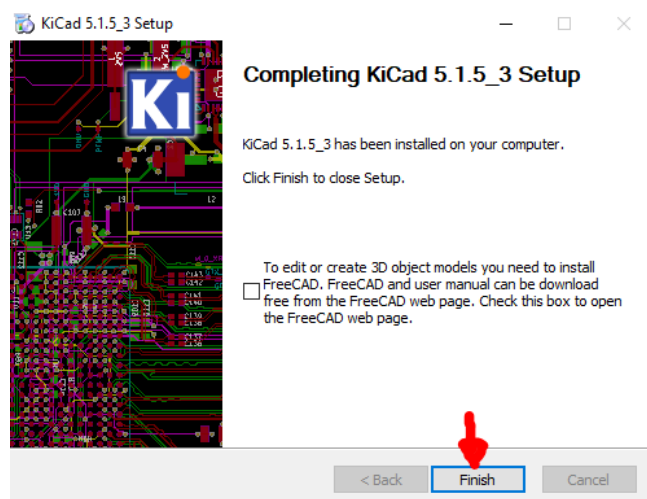 KiCad 5.1.5_3 Setup
Ki
Completing KiCad 5.1.5_3 Setup
KiCad 5.1.5_3 has been installed on your computer.
Click Finish to close Setup.
To edit or create 3D object models you need to install
FreeCAD. FreeCAD and user manual can be download
free from the FreeCAD web page. Check this box to open
the FreeCAD web page.
< Back
Finish
Cancel